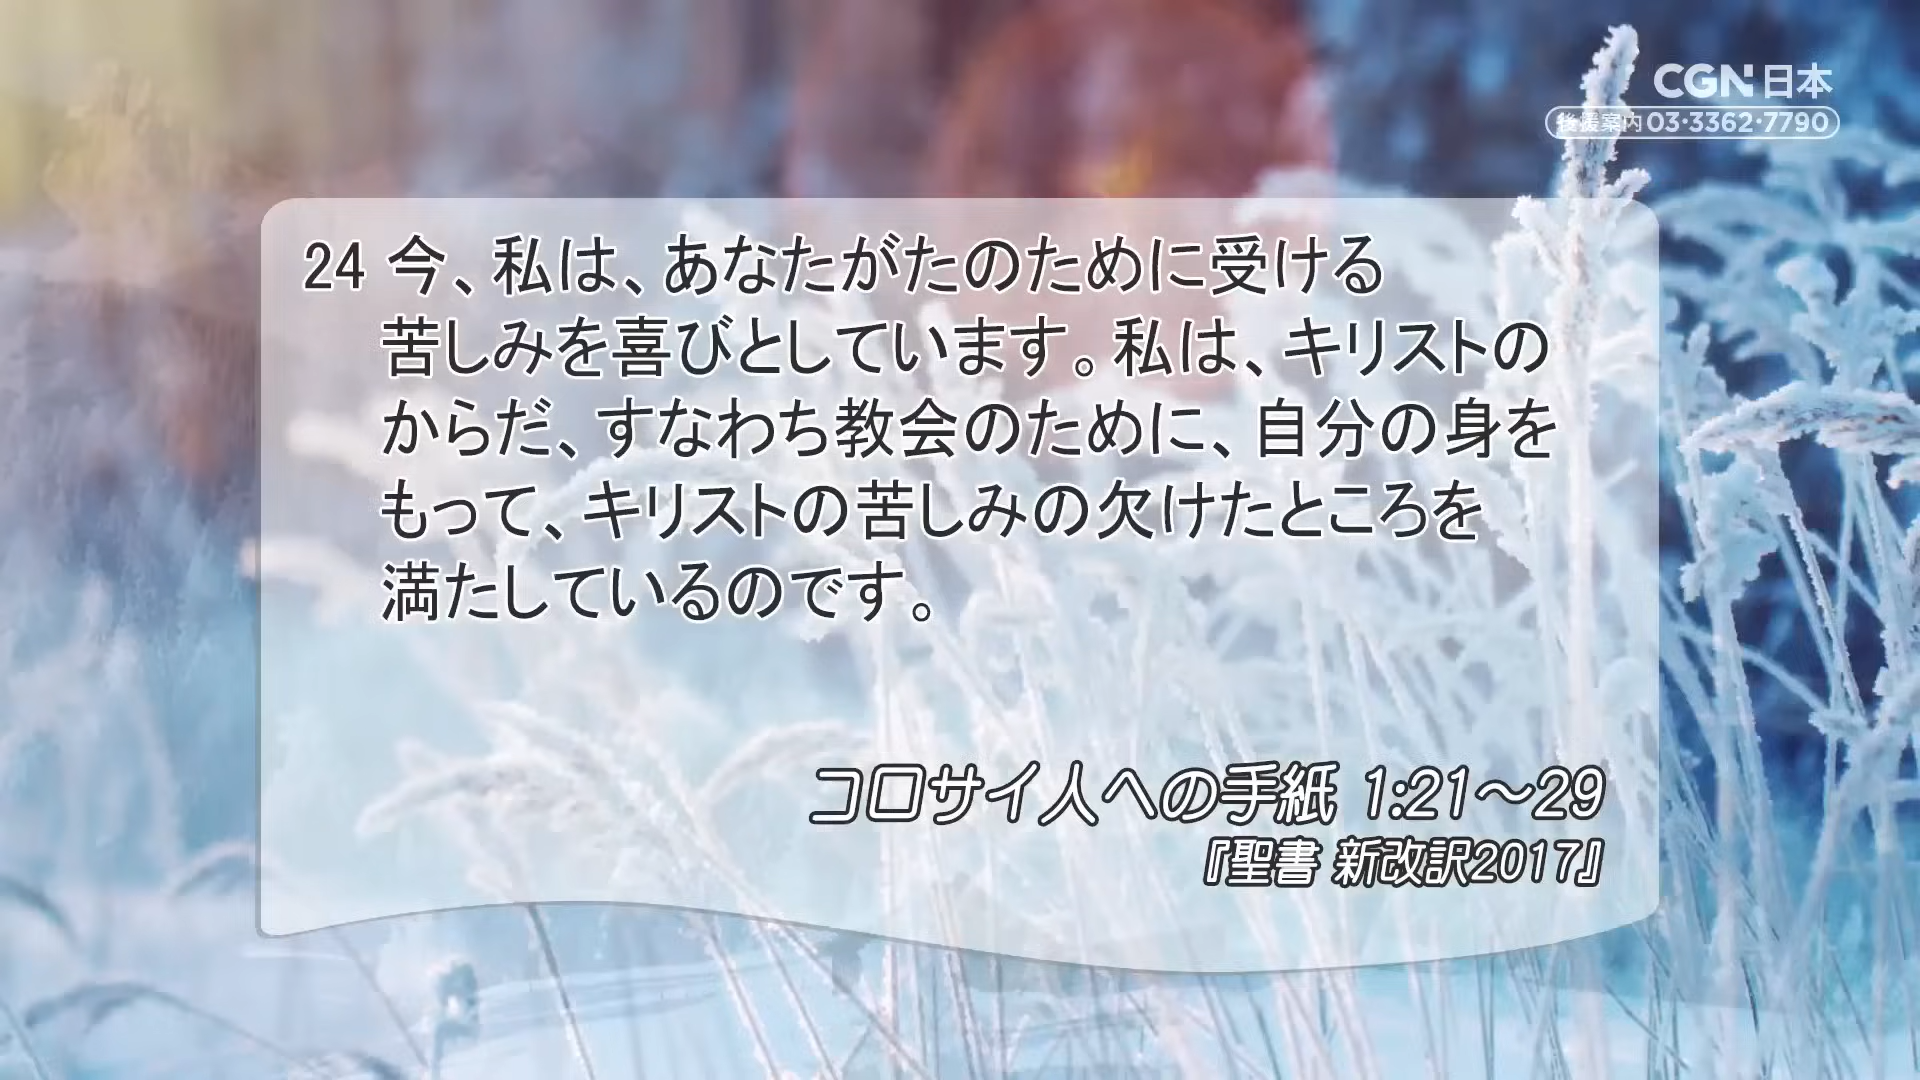 CGN日本
後援案内03·3362·7790
24 今、私は、あなたがたのために受ける
苦しみを喜びとしています。私は、キリストの
からだ、すなわち教会のために、自分の身を
もって、キリストの苦しみの欠けたところを
満たしているのです。
コロサイ人への手紙 1:21～29
『聖書 新改訳2017』